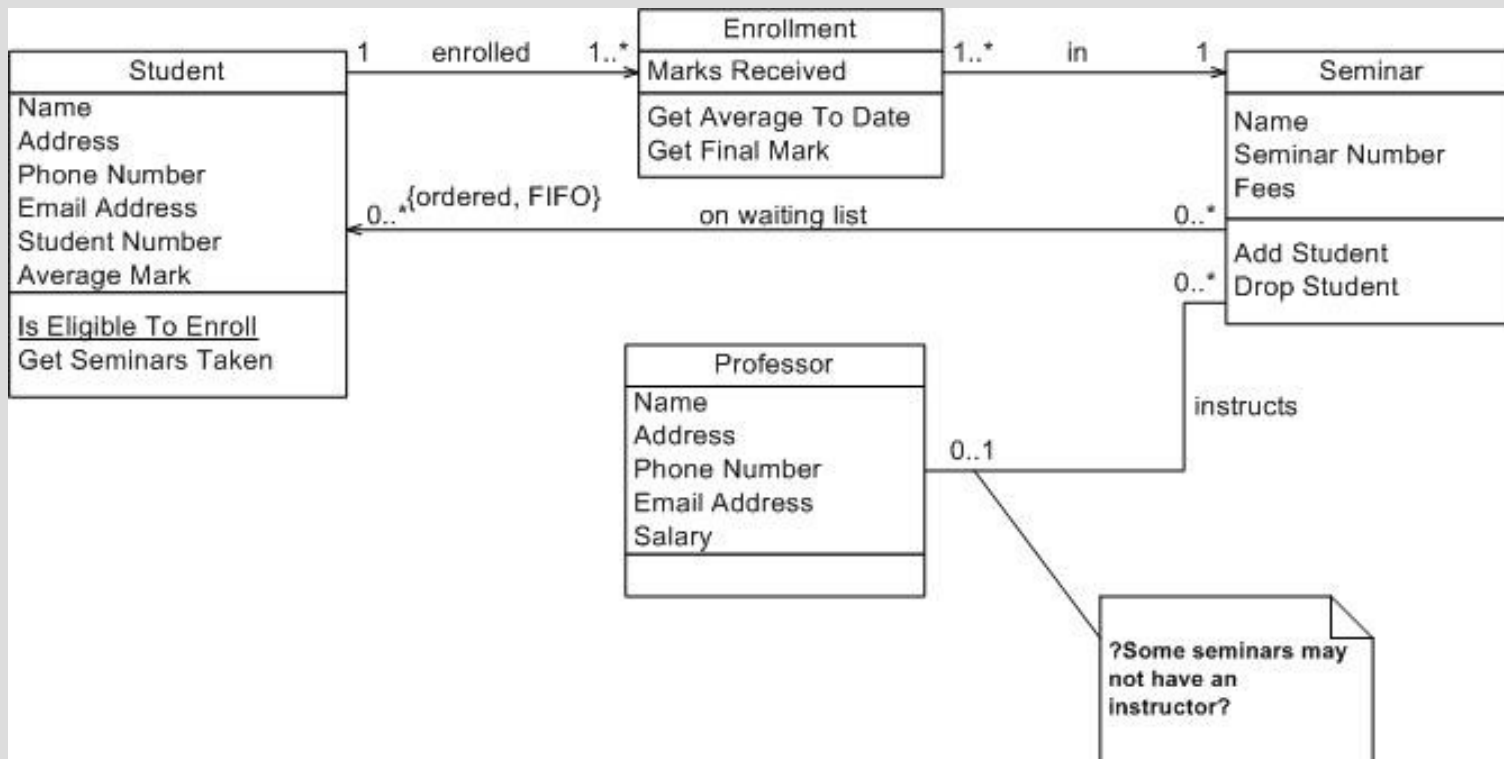 Student
Name
Address
Phone Number
Email Address
Student Number
Average Mark
Is Eligible To Enroll
Get Seminars Taken
1 enrolled 1..*
Enrollment
Marks Received
Get Average To Date
Get Final Mark
1..* in 1
Seminar
Name
Seminar Number
Fees
Add Student
Drop Student
0..* {ordered, FIFO} on waiting list 0..*
0..*
instructs
0..1
Professor
Name
Address
Phone Number
Email Address
Salary
?Some seminars may
not have an
instructor?